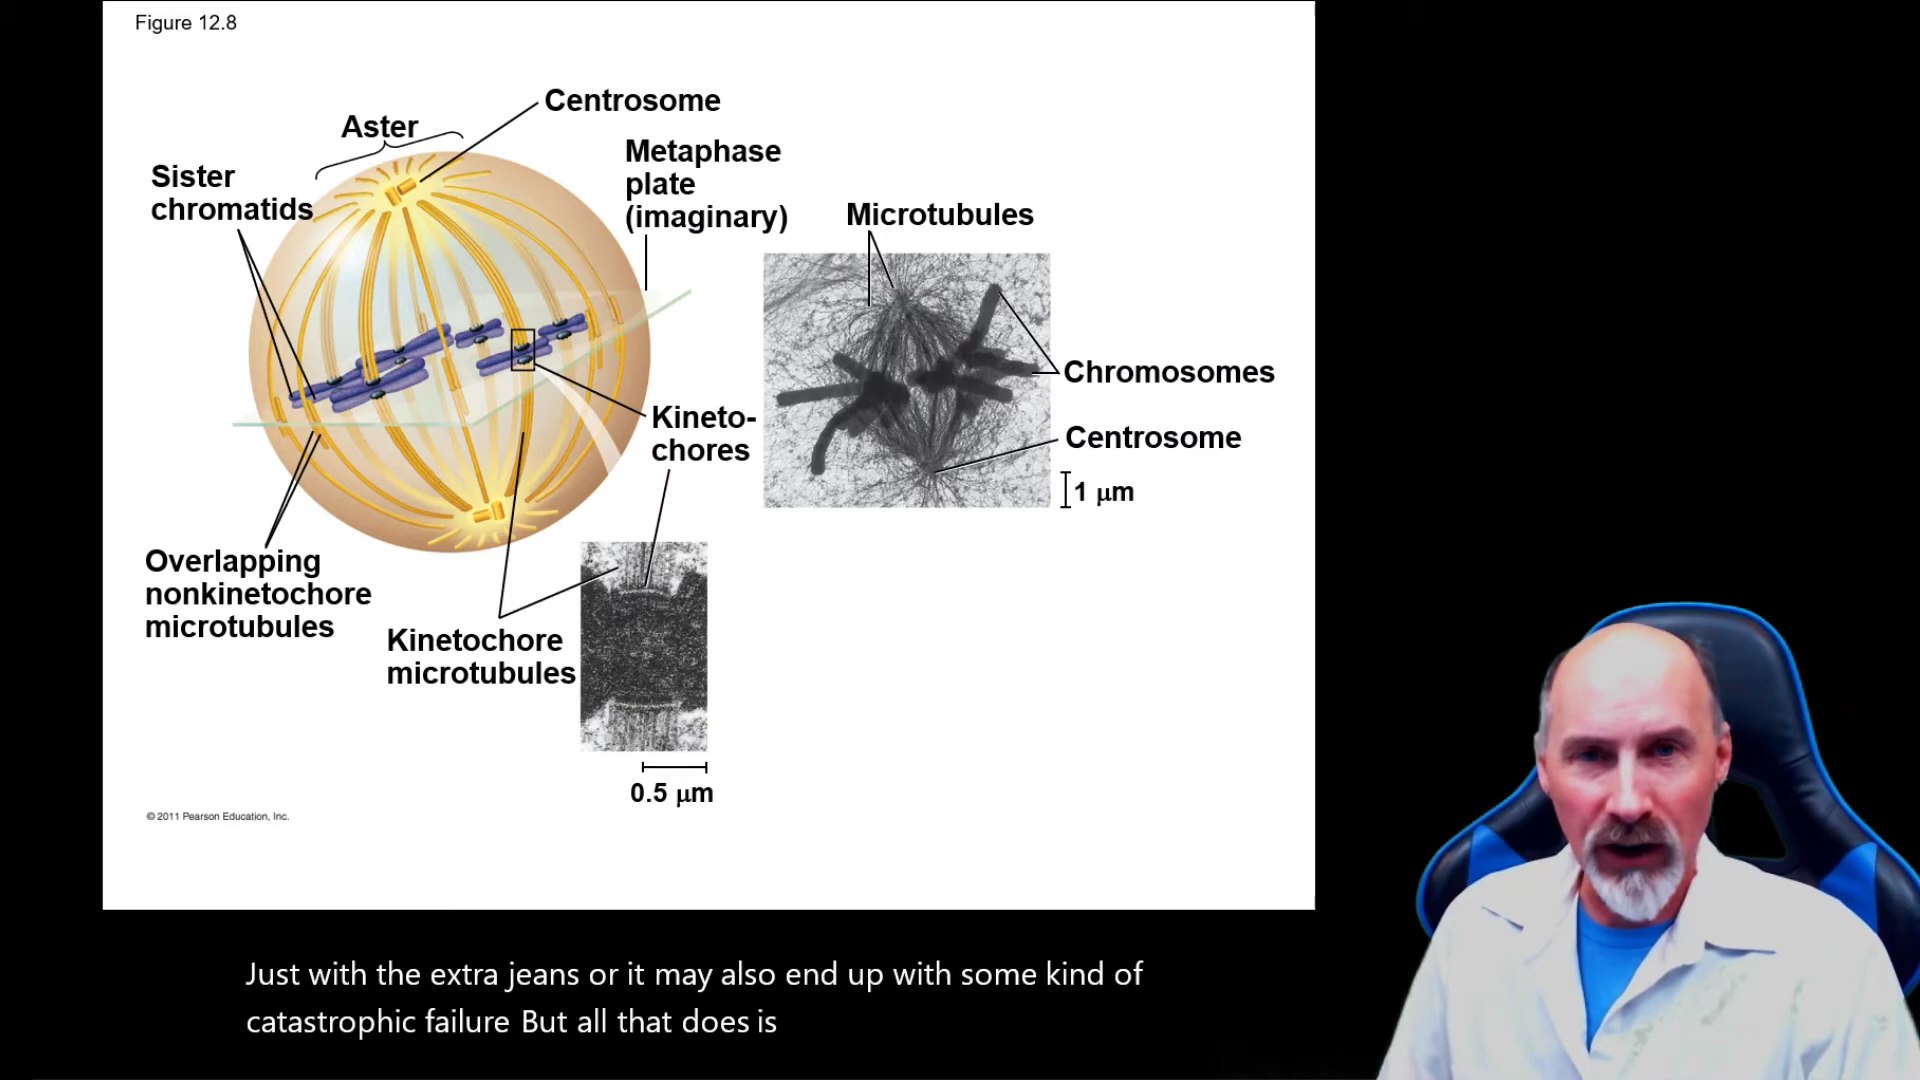 Figure 12.8
Centrosome
Aster
Metaphase
plate
(imaginary)
Sister
chromatids
Microtubules
Chromosomes
Kineto-
chores
Centrosome
1 μm
Overlapping
nonkinetochore
microtubules
Kinetochore
microtubules
0.5 μm
© 2011 Pearson Education, Inc.
Just with the extra jeans or it may also end up with some kind of
catastrophic failure But all that does is